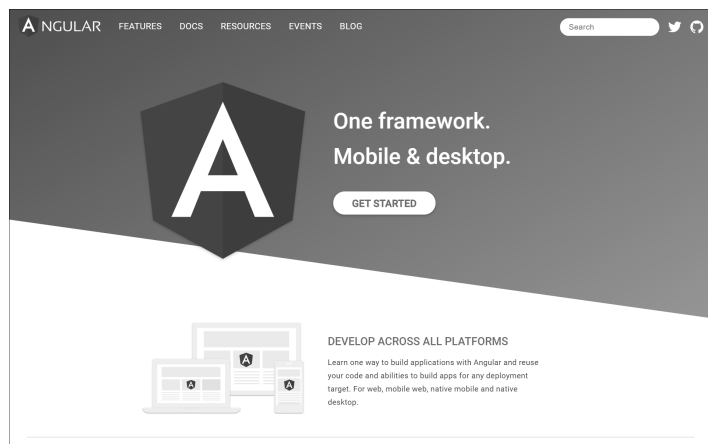 A NGULAR FEATURES DOCS RESOURCES EVENTS BLOG Search
A
One framework.
Mobile & desktop.
GET STARTED
A
A
A
DEVELOP ACROSS ALL PLATFORMS
Learn one way to build applications with Angular and reuse
your code and abilities to build apps for any deployment
target. For web, mobile web, native mobile and native
desktop.